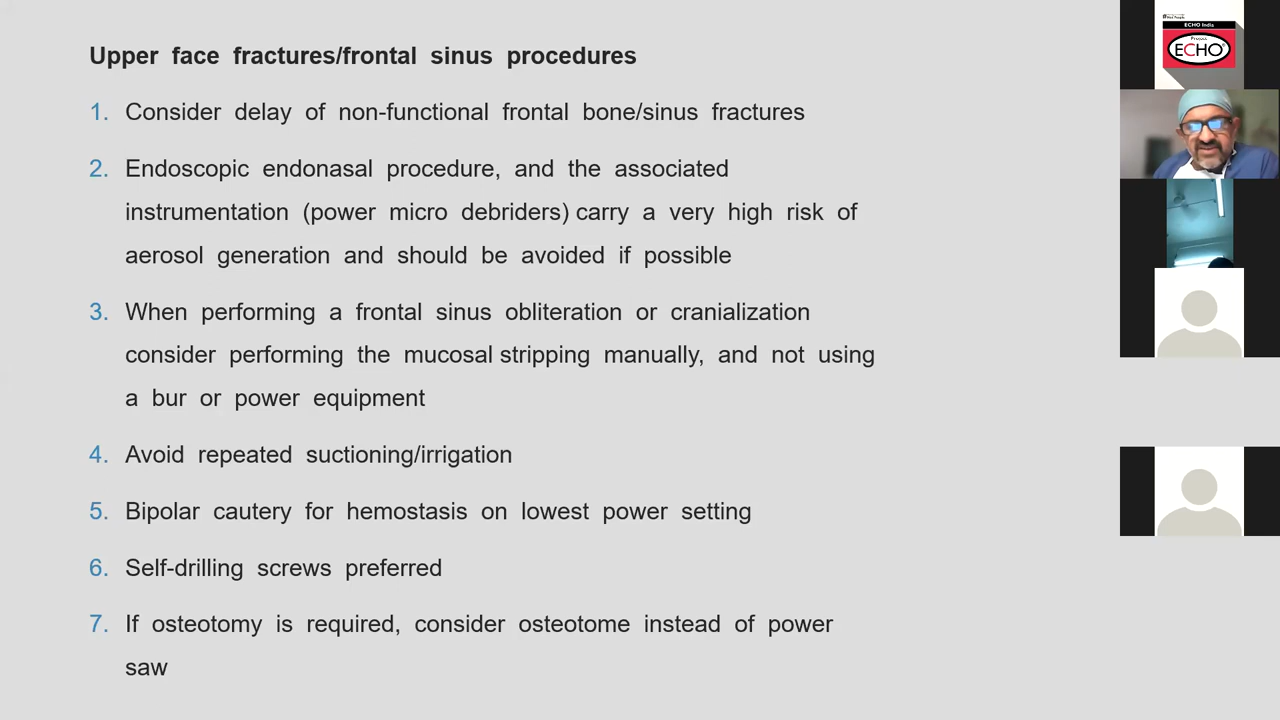 Upper face fractures/frontal sinus procedures
1. Consider delay of non-functional frontal bone/sinus fractures
2. Endoscopic endonasal procedure, and the associated
instrumentation (power micro debriders) carry a very high risk of
aerosol generation and should be avoided if possible
3. When performing a frontal sinus obliteration or cranialization
consider performing the mucosal stripping manually, and not using
a bur or power equipment
4. Avoid repeated suctioning/irrigation
5. Bipolar cautery for hemostasis on lowest power setting
6. Self-drilling screws preferred
7. If osteotomy is required, consider osteotome instead of power
saw
ECHO India
Project
ECHO